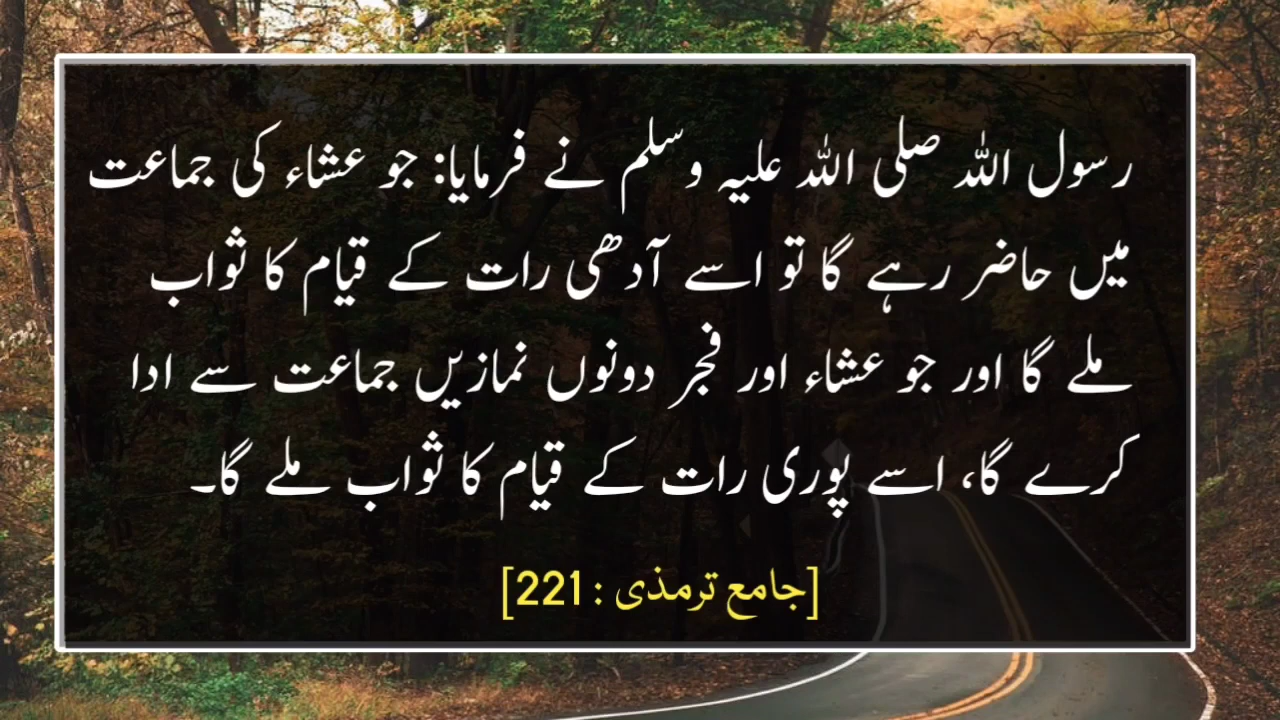 رسول اللہ صلی اللہ علیہ وسلم نے فرمایا: جو عشاء کی جماعت
میں حاضر رہے گا تو اسے آدھی رات کے قیام کا ثواب
ملے گا اور جو عشاء اور فجر دونوں نمازیں جماعت سے ادا
کرے گا، اسے پوری رات کے قیام کا ثواب ملے گا۔
[جامع ترمذی : 221]